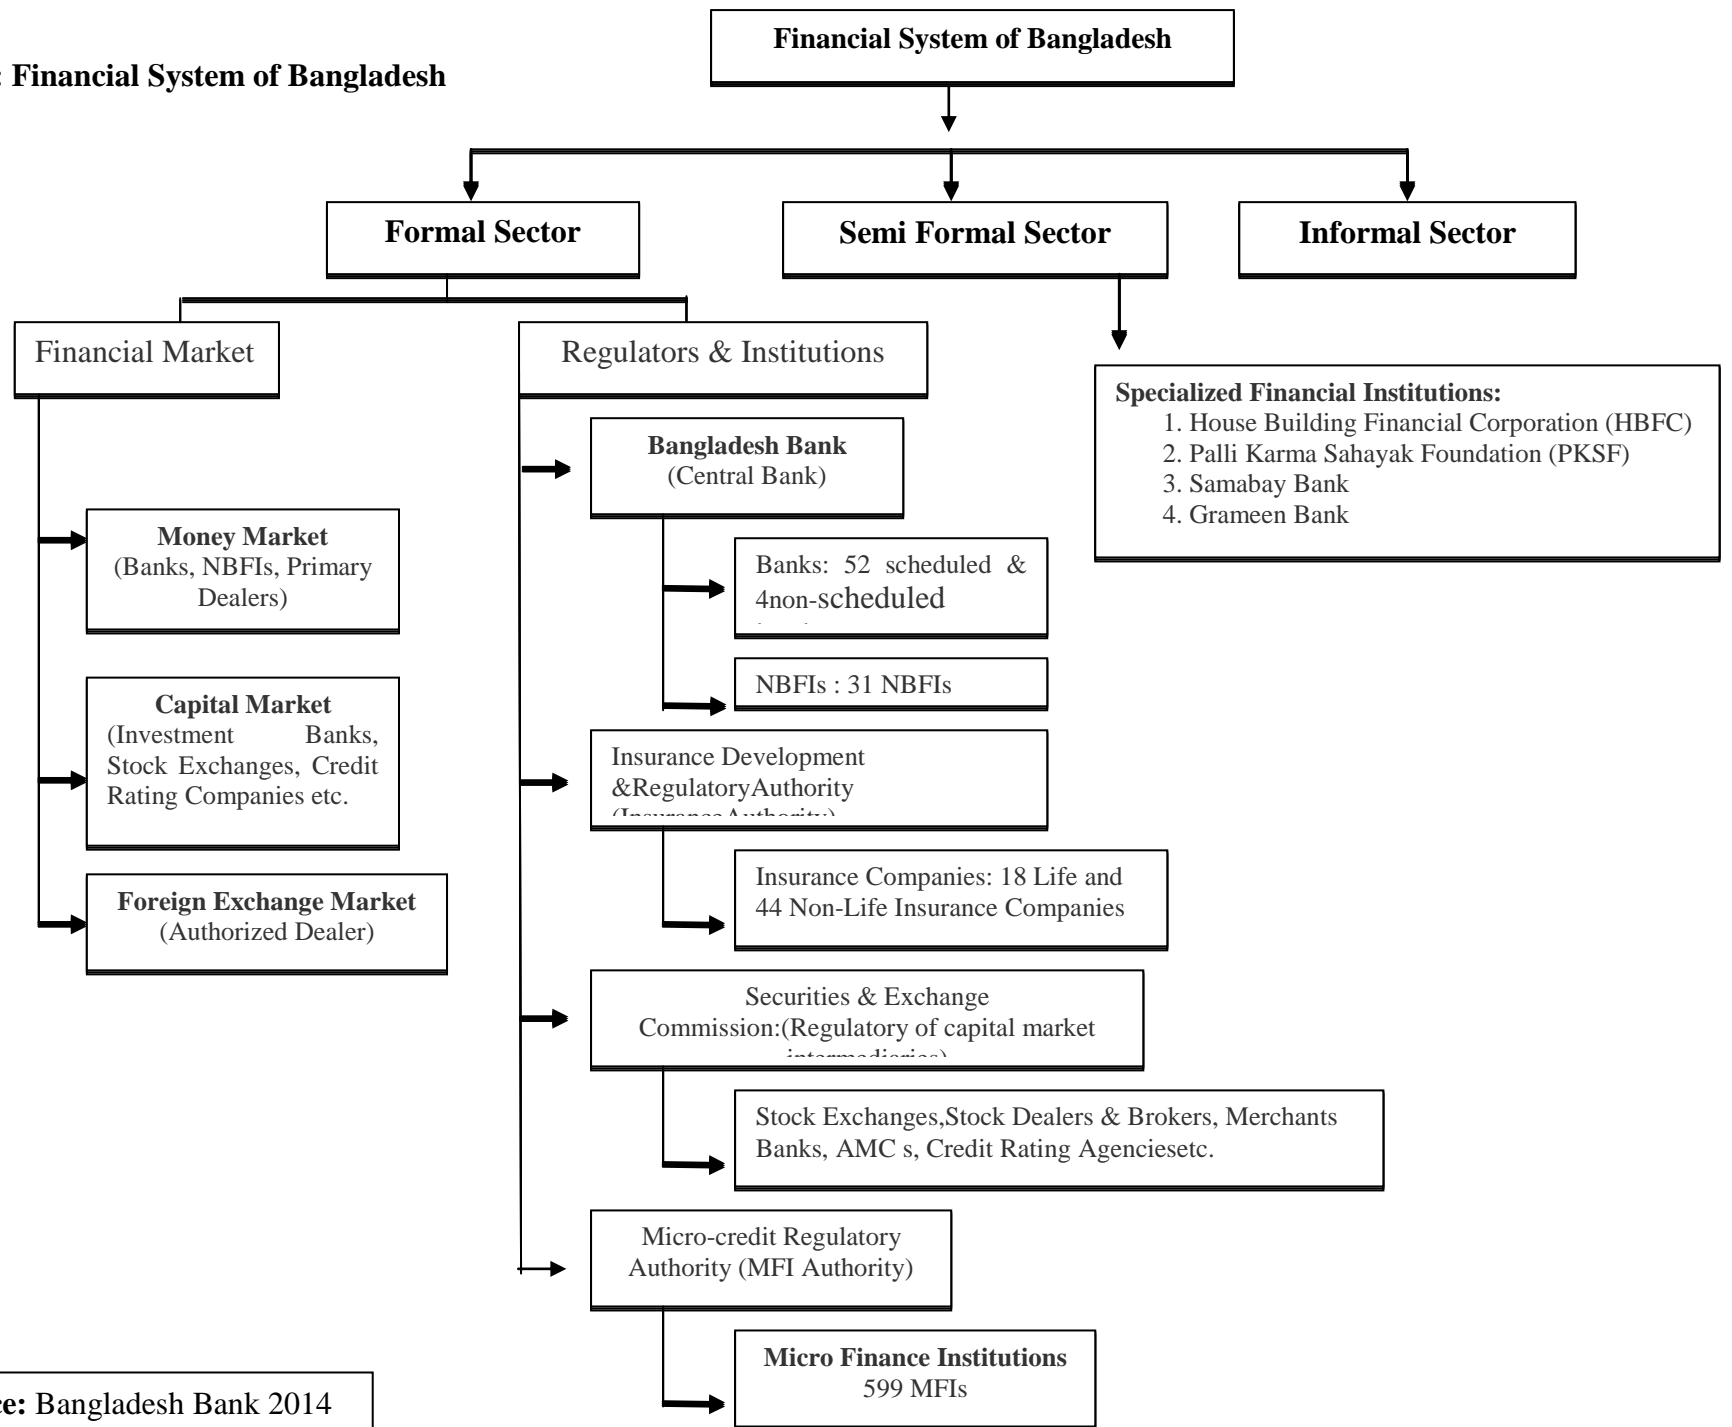 Financial System of Bangladesh
: Financial System of Bangladesh
Formal Sector
Semi Formal Sector
Informal Sector
Financial Market
Regulators & Institutions
Specialized Financial Institutions:
1. House Building Financial Corporation (HBFC)
2. Palli Karma Sahayak Foundation (PKSF)
3. Samabay Bank
4. Grameen Bank
Money Market
(Banks, NBFIs, Primary
Dealers)
Capital Market
(Investment Banks,
Stock Exchanges, Credit
Rating Companies etc.
Foreign Exchange Market
(Authorized Dealer)
Bangladesh Bank
(Central Bank)
Banks: 52 scheduled &
4non-scheduled
NBFIs : 31 NBFIs
Insurance Development
&RegulatoryAuthority
(InsuranceAuthority)
Insurance Companies: 18 Life and
44 Non-Life Insurance Companies
Securities & Exchange
Commission:(Regulatory of capital market
intermediaries)
Stock Exchanges,Stock Dealers & Brokers, Merchants
Banks, AMC s, Credit Rating Agenciesetc.
Micro-credit Regulatory
Authority (MFI Authority)
Micro Finance Institutions
599 MFIs
ce: Bangladesh Bank 2014